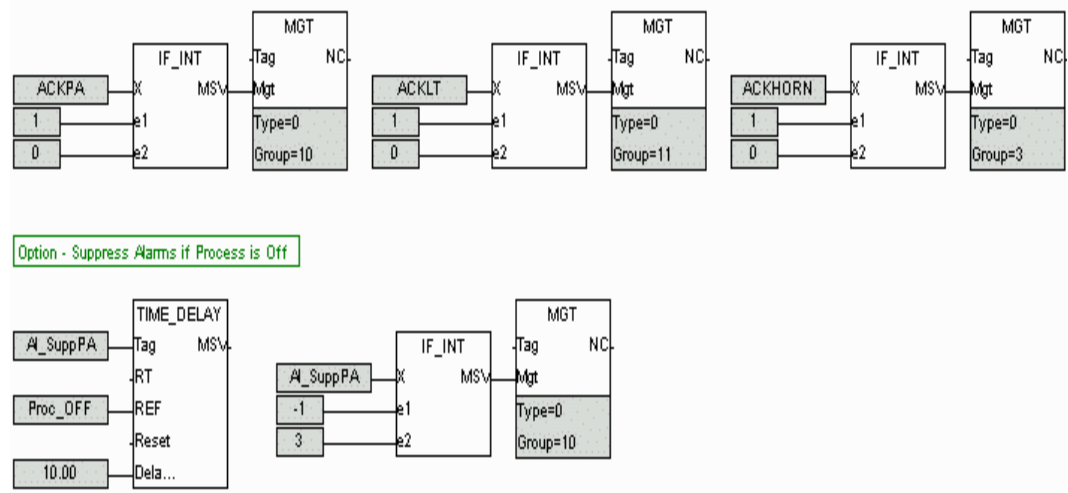 MGT
IF_INT
Tag NC
ACKPA X MSV Mgt
1 e1 Type=0
0 e2 Group=10
MGT
IF_INT
Tag NC
ACKLT X MSV Mgt
1 e1 Type=0
0 e2 Group=11
MGT
IF_INT
Tag NC
ACKHORN X MSV Mgt
1 e1 Type=0
0 e2 Group=3
Option - Suppress Alarms if Process is Off
TIME_DELAY
Al_SuppPA Tag MSV
RT
Proc_OFF REF
Reset
10.00 Dela...
MGT
IF_INT
Tag NC
Al_SuppPA X MSV Mgt
-1 e1 Type=0
3 e2 Group=10